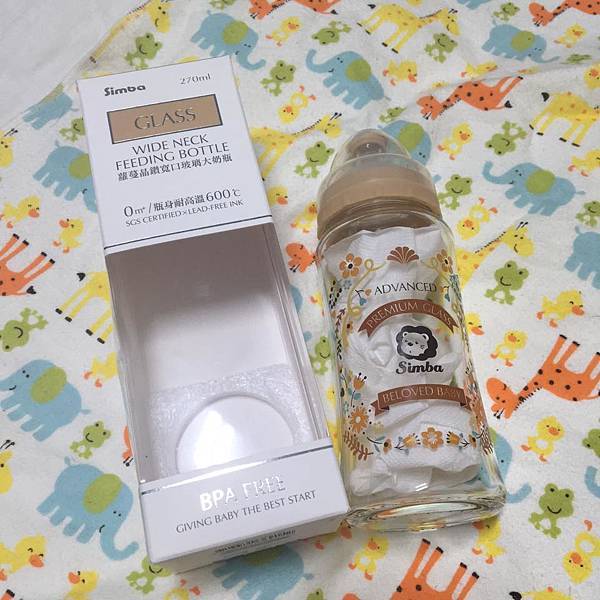 Simba 270ml
GLASS
WIDE NECK
FEEDING BOTTLE
蘿蔓晶鑽寬口玻璃大奶瓶
0m+/瓶身耐高溫600℃
SGS CERTIFIED×LEAD-FREE INK
BPA FREE
GIVING BABY THE BEST START
ADVANCED
PREMIUM GLASS
Simba
BELOVED BABY